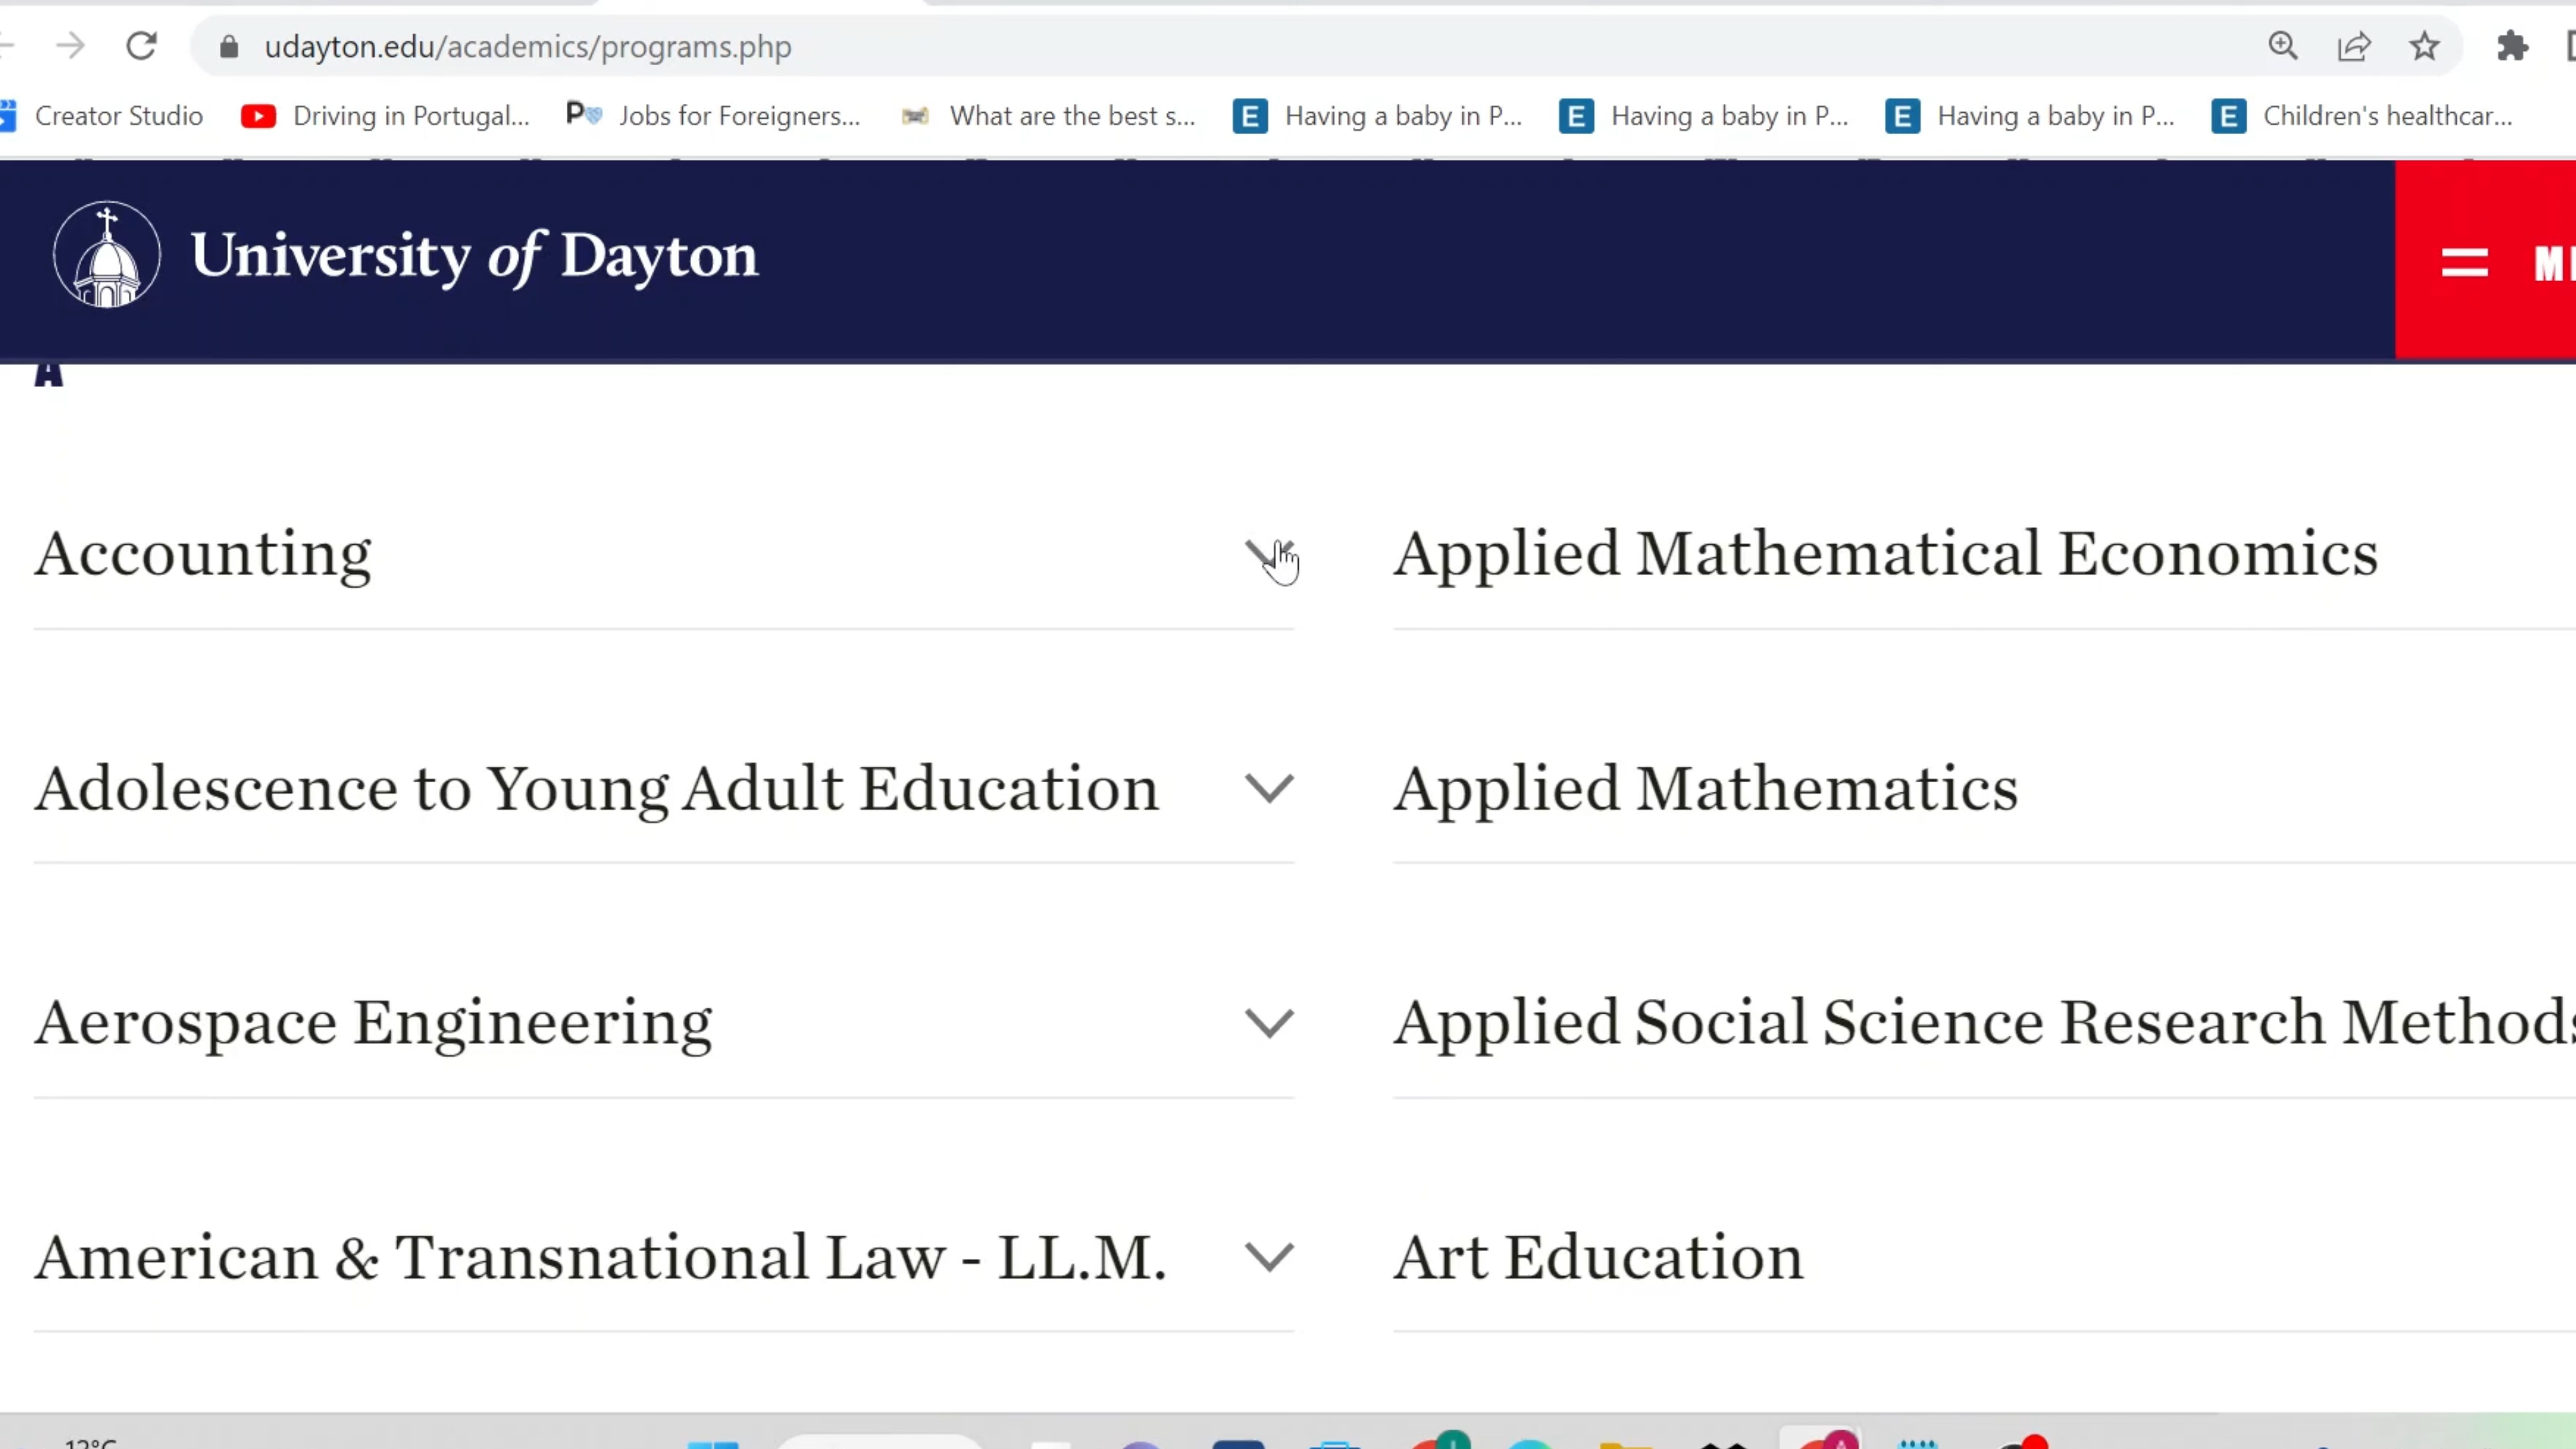 udayton.edu/academics/programs.php
Creator Studio
Driving in Portugal...
Jobs for Foreigners...
What are the best s...
Having a baby in P...
Having a baby in P...
Having a baby in P...
Children's healthcar...
University of Dayton
A
Accounting
Applied Mathematical Economics
Adolescence to Young Adult Education
Applied Mathematics
Aerospace Engineering
Applied Social Science Research Methods
American & Transnational Law - LL.M.
Art Education